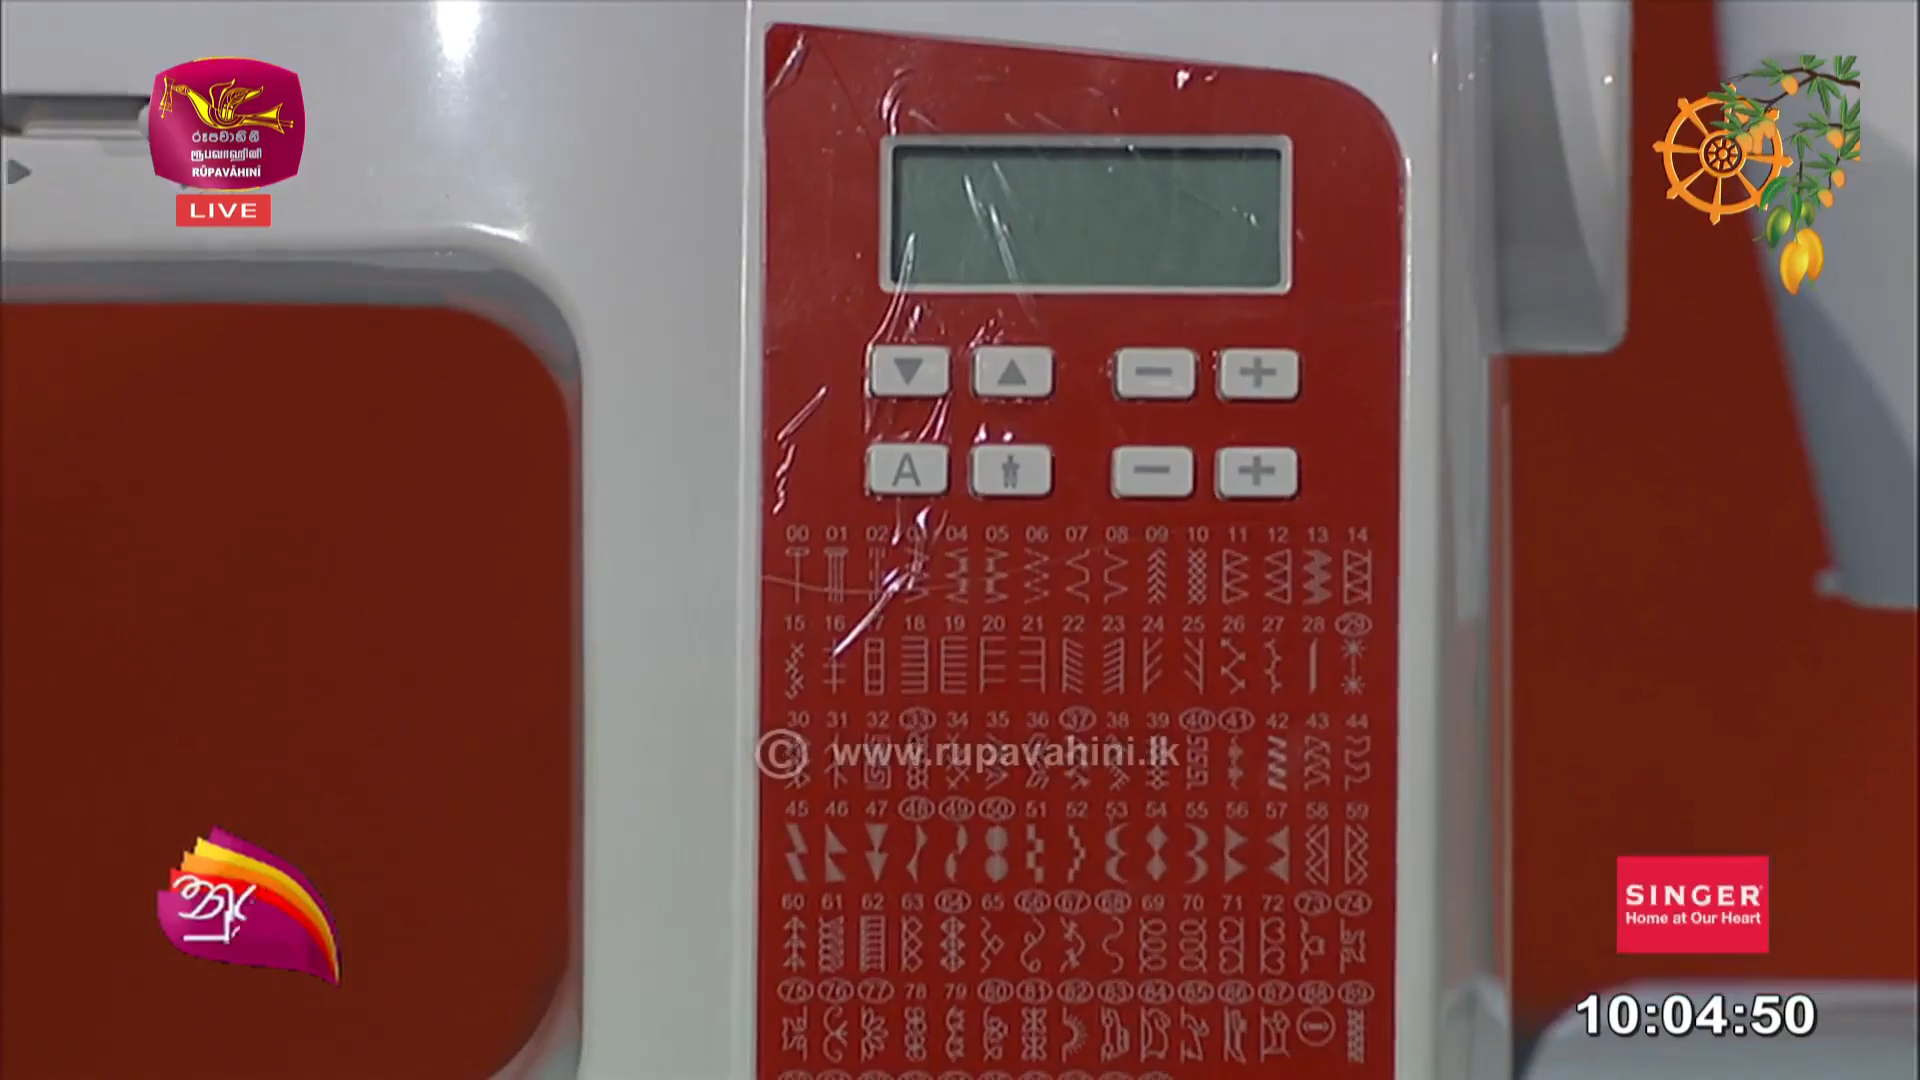 රූපවාහිනී
ரூபவாஹினி
RŪPAVĀHINĪ
LIVE
A
00 01 02 03 04 05 06 07 08 09 10 11 12 13 14
15 16 17 18 19 20 21 22 23 24 25 26 27 28 29
30 31 32 33 34 35 36 37 38 39 40 41 42 43 44
© www.rupavahini.lk
45 46 47 48 49 50 51 52 53 54 55 56 57 58 59
60 61 62 63 64 65 66 67 68 69 70 71 72 73 74
75 76 77 78 79 80 81 82 83 84 85 86 87 88 89
SINGER
Home at Our Heart
10:04:50